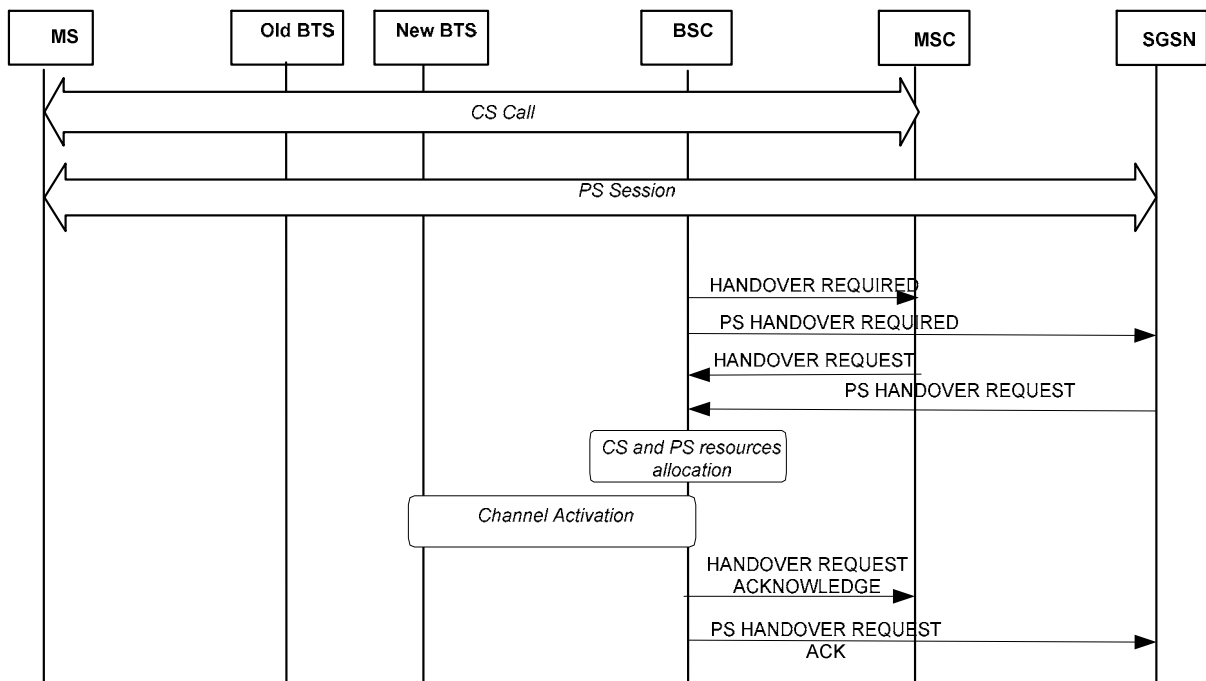 MS
Old BTS
New BTS
BSC
MSC
SGSN
CS Call
PS Session
HANDOVER REQUIRED
PS HANDOVER REQUIRED
HANDOVER REQUEST
PS HANDOVER REQUEST
CS and PS resources
allocation
Channel Activation
HANDOVER REQUEST
ACKNOWLEDGE
PS HANDOVER REQUEST
ACK